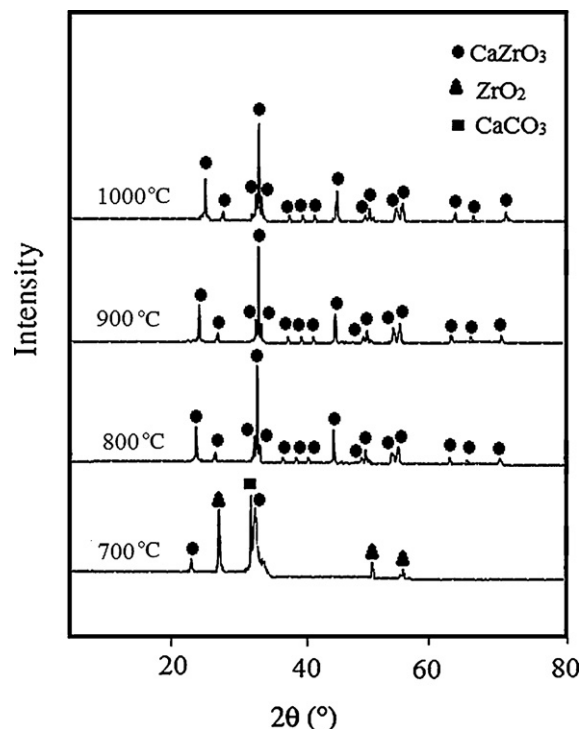 CaZrO₃
ZrO₂
CaCO₃
1000°C
900°C
800°C
700°C
Intensity
20 40 60 80
2θ (°)